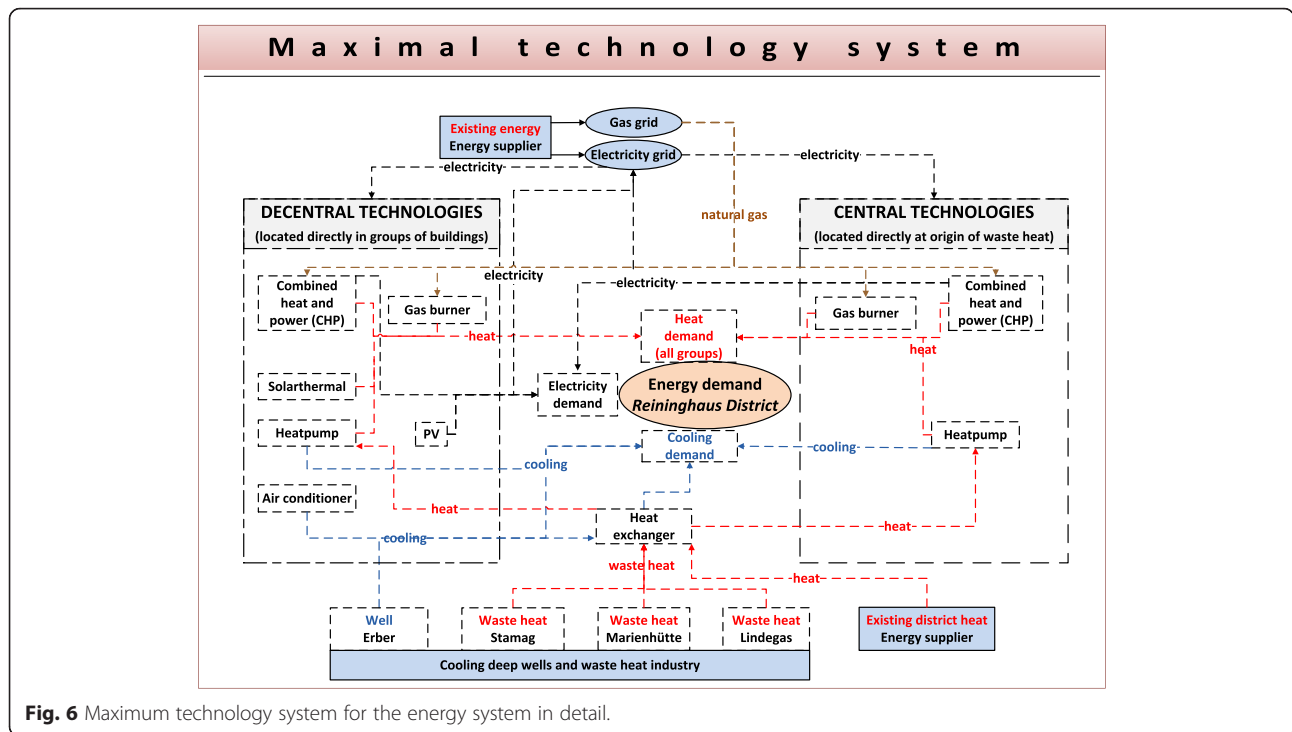 Maximal technology system
Existing energy
Energy supplier
Gas grid
Electricity grid
electricity
electricity
natural gas
DECENTRAL TECHNOLOGIES
(located directly in groups of buildings)
CENTRAL TECHNOLOGIES
(located directly at origin of waste heat)
electricity
electricity
Combined
heat and
power (CHP)
Gas burner
Gas burner
Combined
heat and
power (CHP)
heat
Heat
demand
(all groups)
heat
Solarthermal
Electricity
demand
Energy demand
Reininghaus District
Heatpump
PV
Cooling
demand
cooling
Heatpump
cooling
Air conditioner
heat
Heat
exchanger
heat
cooling
waste heat
heat
Well
Erber
Waste heat
Stamag
Waste heat
Marienhütte
Waste heat
Lindegas
Existing district heat
Energy supplier
Cooling deep wells and waste heat industry
Fig. 6 Maximum technology system for the energy system in detail.